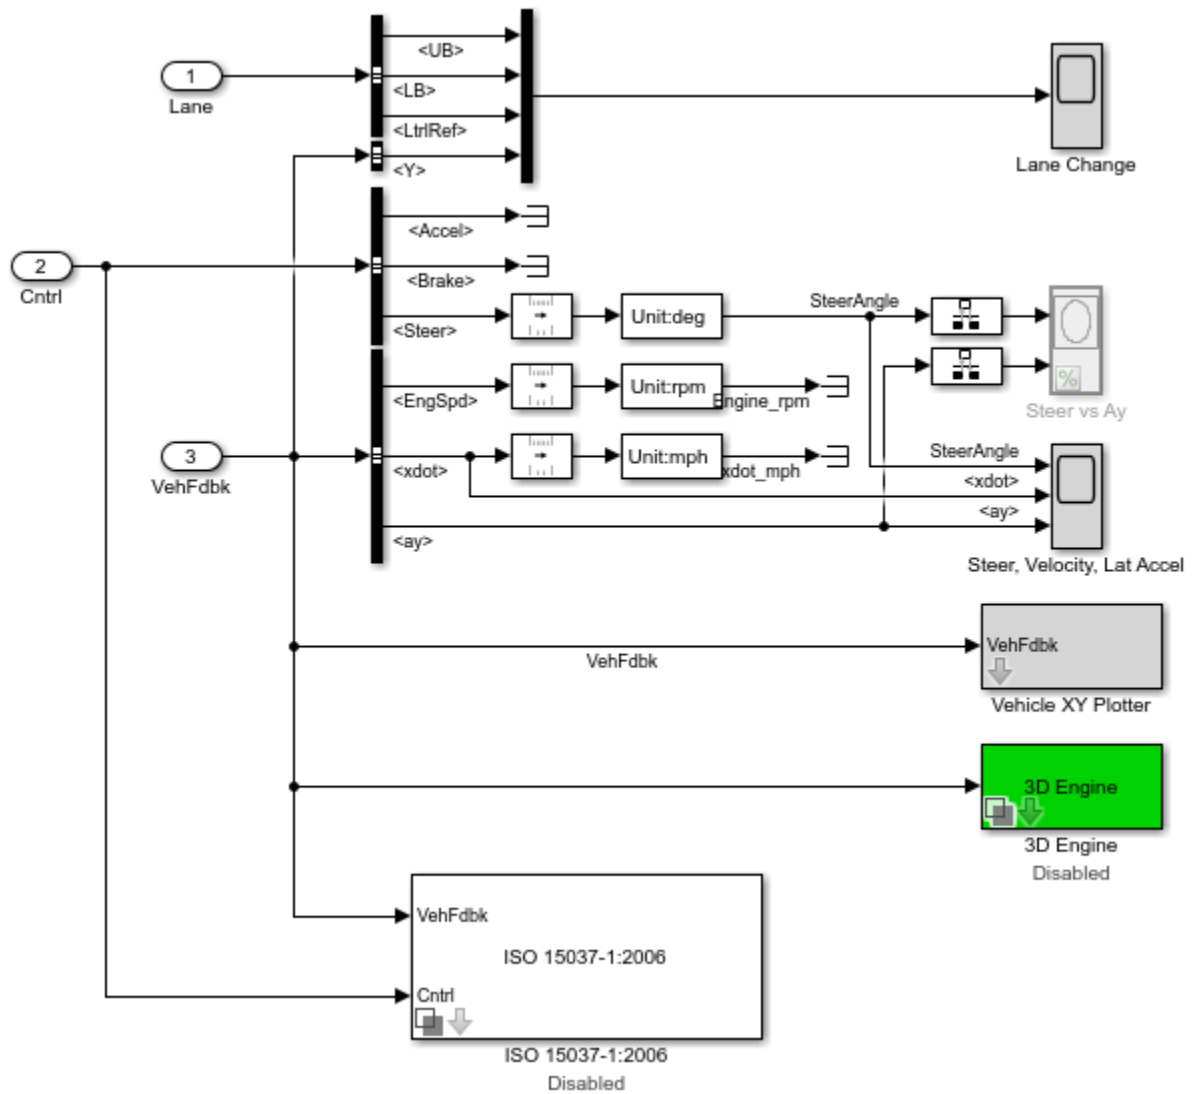 <UB>
1
<LB>
Lane
<LtrlRef>
<Y>
Lane Change
<Accel>
2
<Brake>
Cntrl
SteerAngle
Unit:deg
<Steer>
%
Unit:rpm
<EngSpd>
Engine_rpm
Steer vs Ay
3
VehFdbk
<xdot>
Unit:mph
xdot_mph
SteerAngle
<xdot>
<ay>
<ay>
Steer, Velocity, Lat Accel
VehFdbk
VehFdbk
Vehicle XY Plotter
3D Engine
3D Engine
Disabled
VehFdbk
ISO 15037-1:2006
Cntrl
ISO 15037-1:2006
Disabled